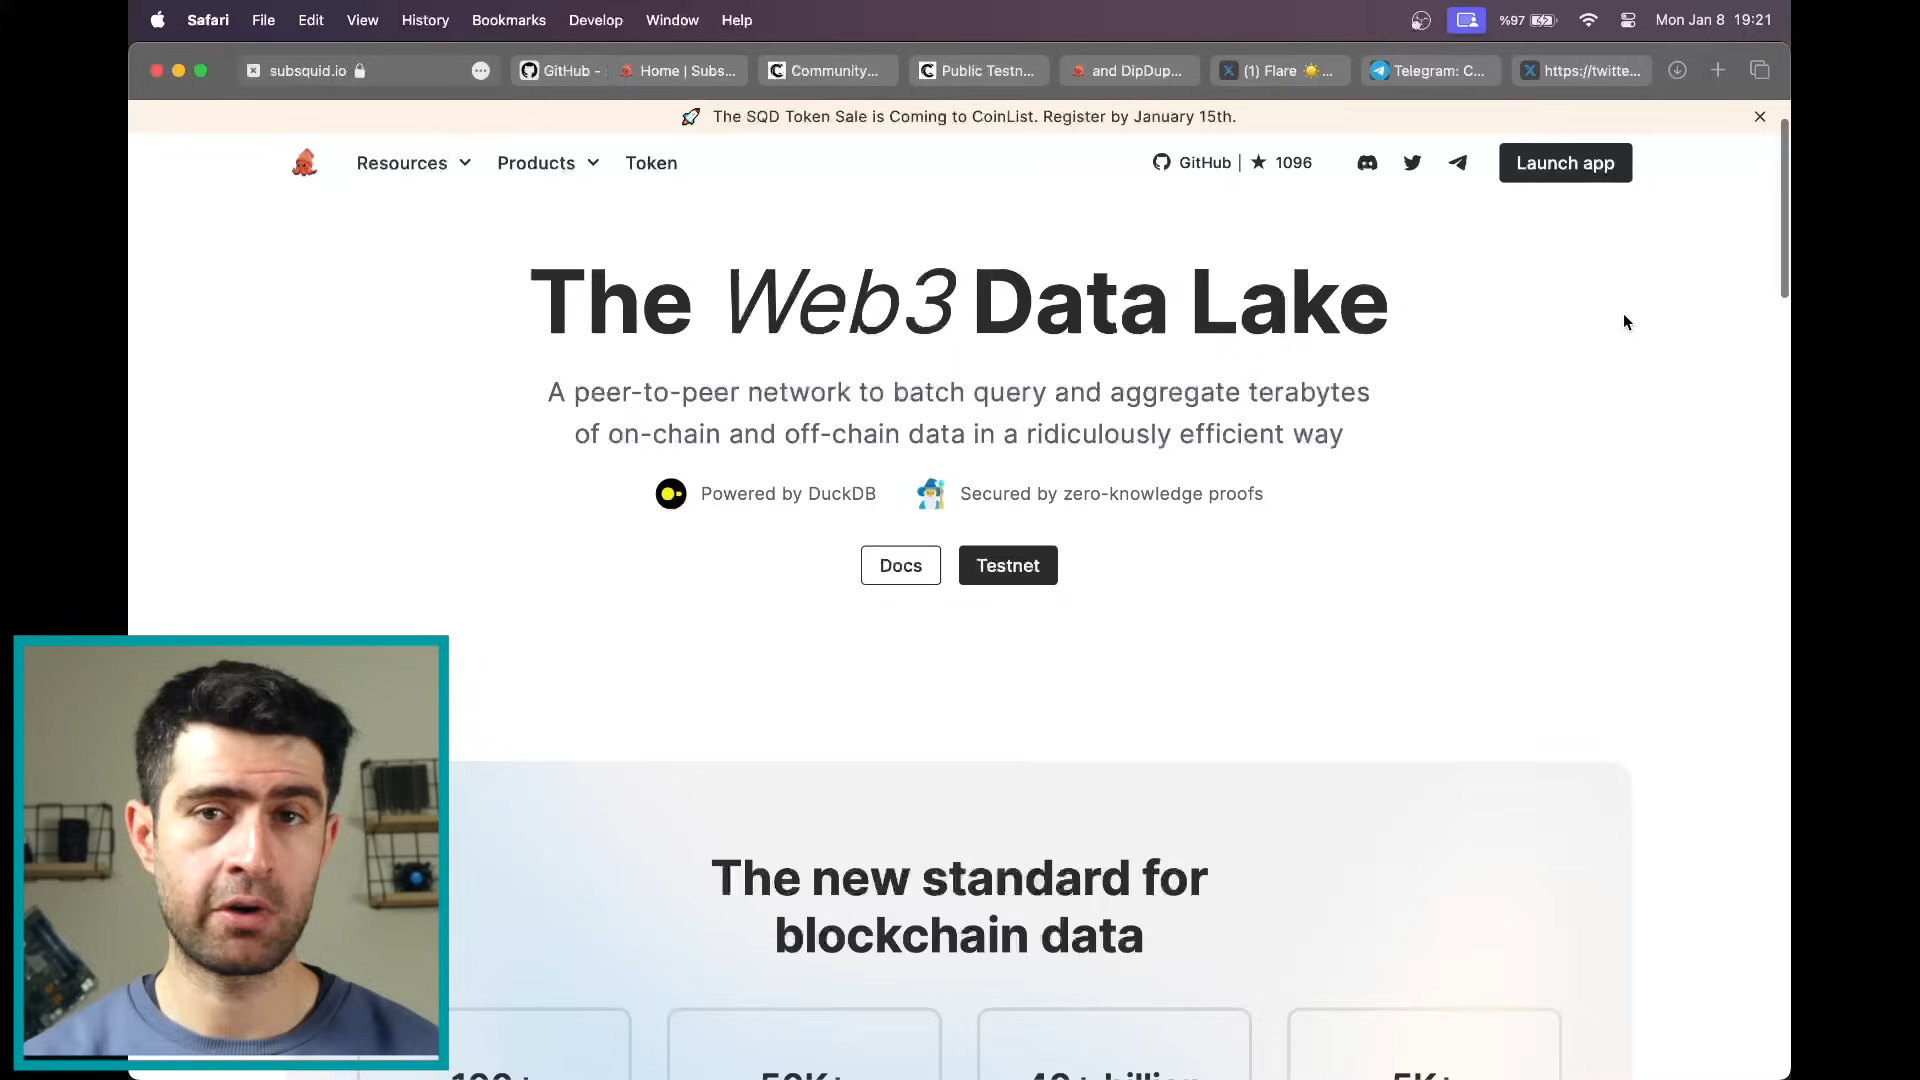 Safari File Edit View History Bookmarks Develop Window Help %97 Mon Jan 8 19:21
subsquid.io GitHub - Home | Subs... Community... Public Testn... and DipDup... (1) Flare ☀️ ... Telegram: C... https://twitte...
🚀 The SQD Token Sale is Coming to CoinList. Register by January 15th.
Resources Products Token GitHub | ★ 1096 Launch app
The Web3 Data Lake
A peer-to-peer network to batch query and aggregate terabytes
of on-chain and off-chain data in a ridiculously efficient way
Powered by DuckDB Secured by zero-knowledge proofs
Docs Testnet
The new standard for
blockchain data